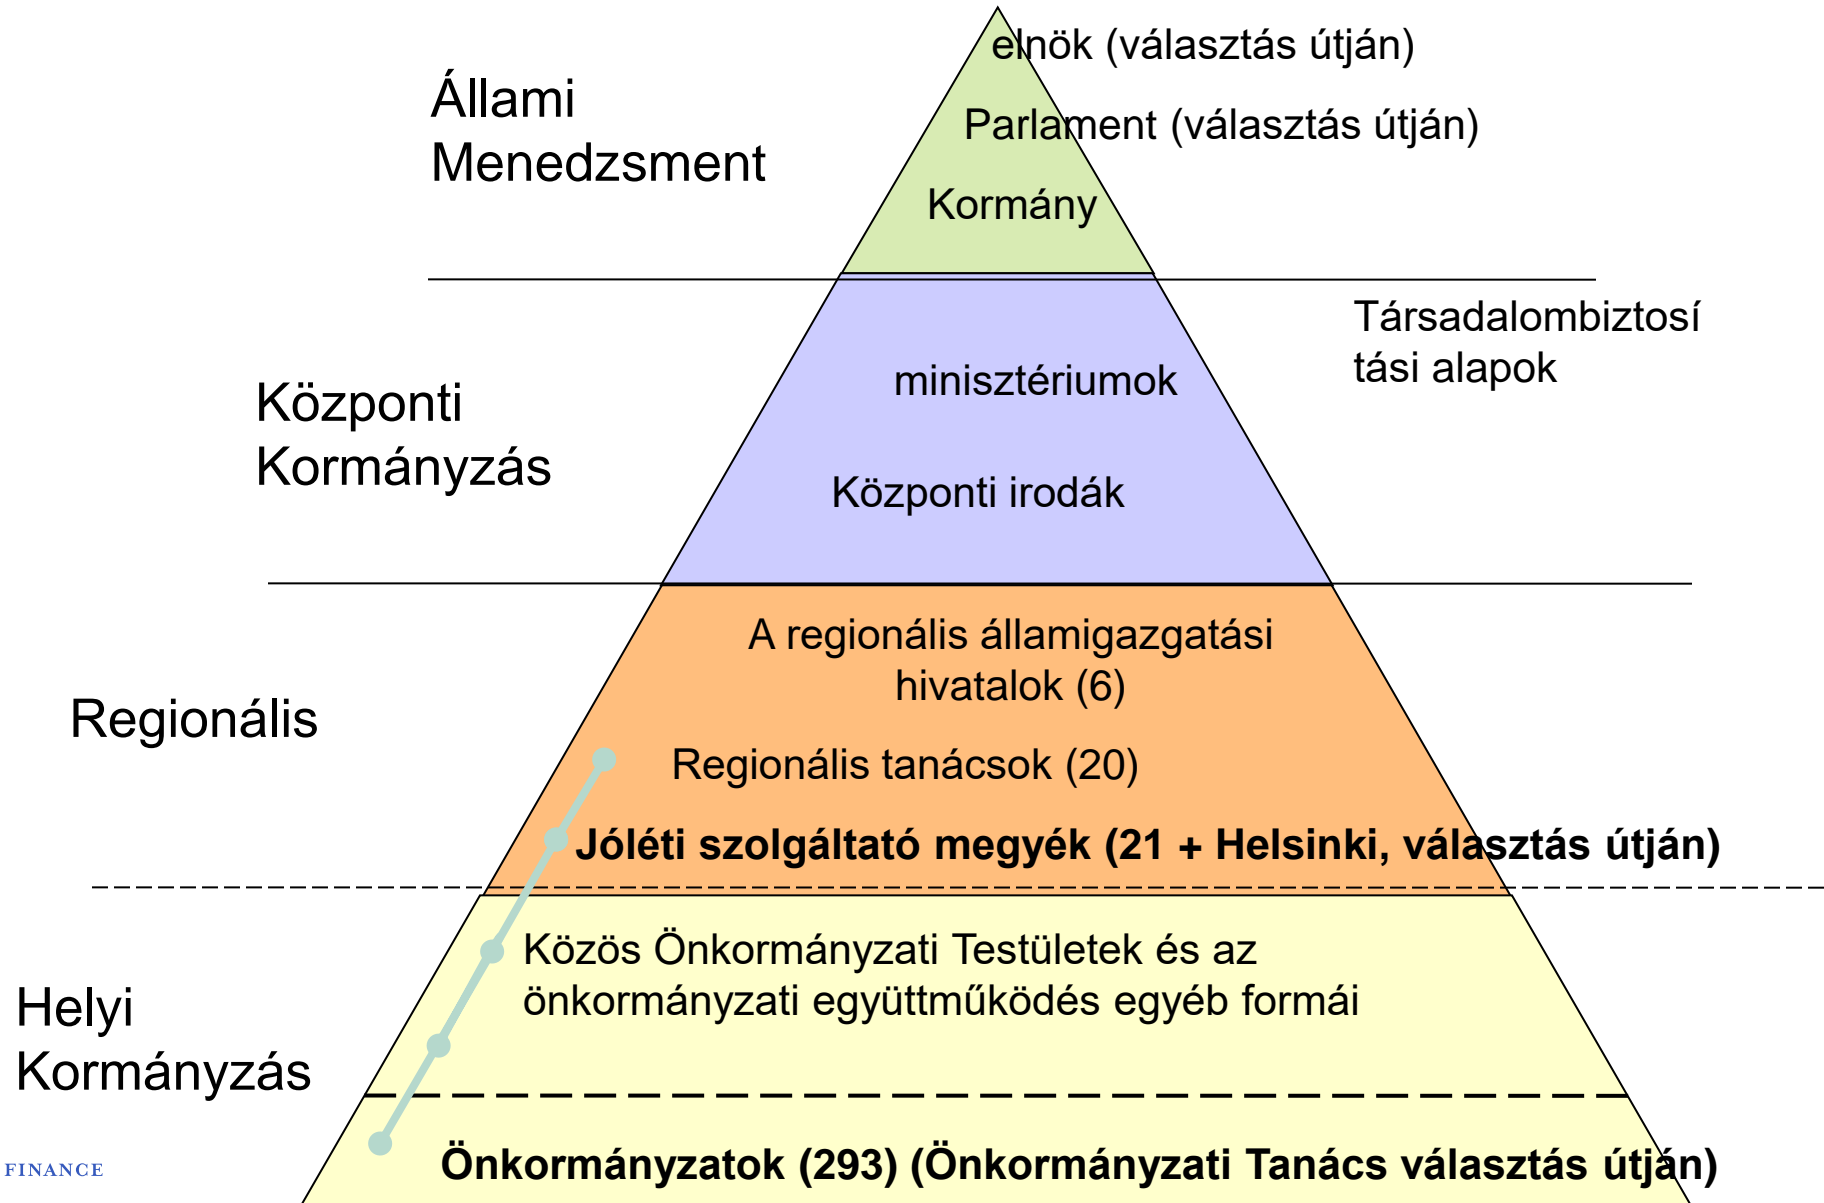 elnök (választás útján)
Állami
Menedzsment
Parlament (választás útján)
Kormány
Társadalombiztosí
tási alapok
Központi
Kormányzás
minisztériumok
Központi irodák
A regionális államigazgatási
hivatalok (6)
Regionális
Regionális tanácsok (20)
Jóléti szolgáltató megyék (21 + Helsinki, választás útján)
Közös Önkormányzati Testületek és az
önkormányzati együttműködés egyéb formái
Helyi
Kormányzás
Önkormányzatok (293) (Önkormányzati Tanács választás útján)
FINANCE